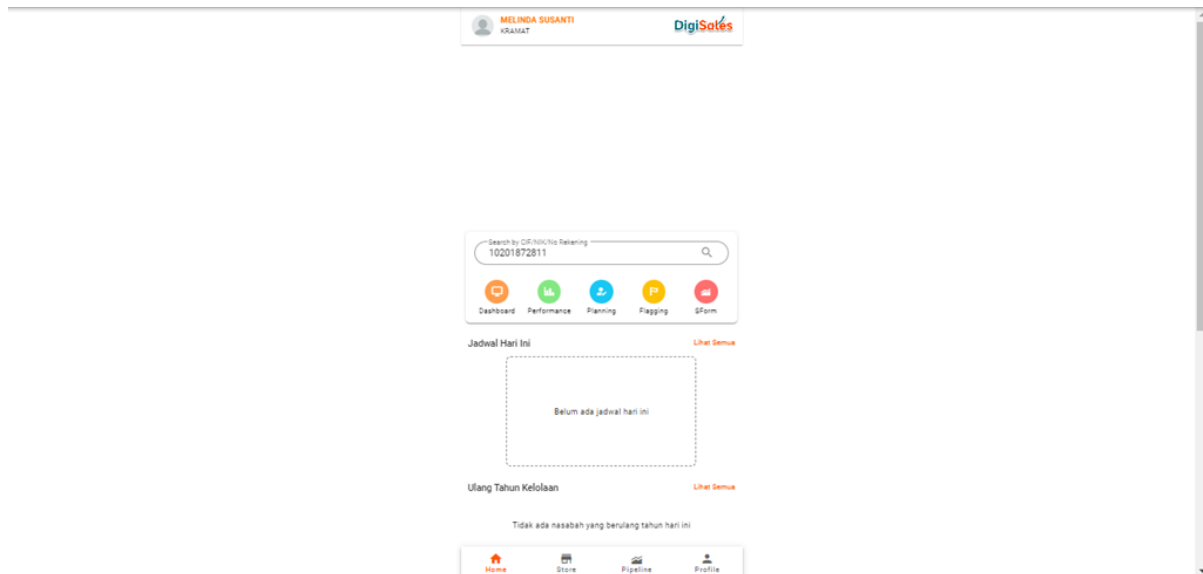 MELINDA SUSANTI
KRAMAT
DigiSales
Search by CIF/NIK/No Rekening
10201872811
Dashboard Performance Planning Flagging GForm
Jadwal Hari Ini Lihat Semua
Belum ada jadwal hari ini
Ulang Tahun Kelolaan Lihat Semua
Tidak ada nasabah yang berulang tahun hari ini
Home Store Pipeline Profile